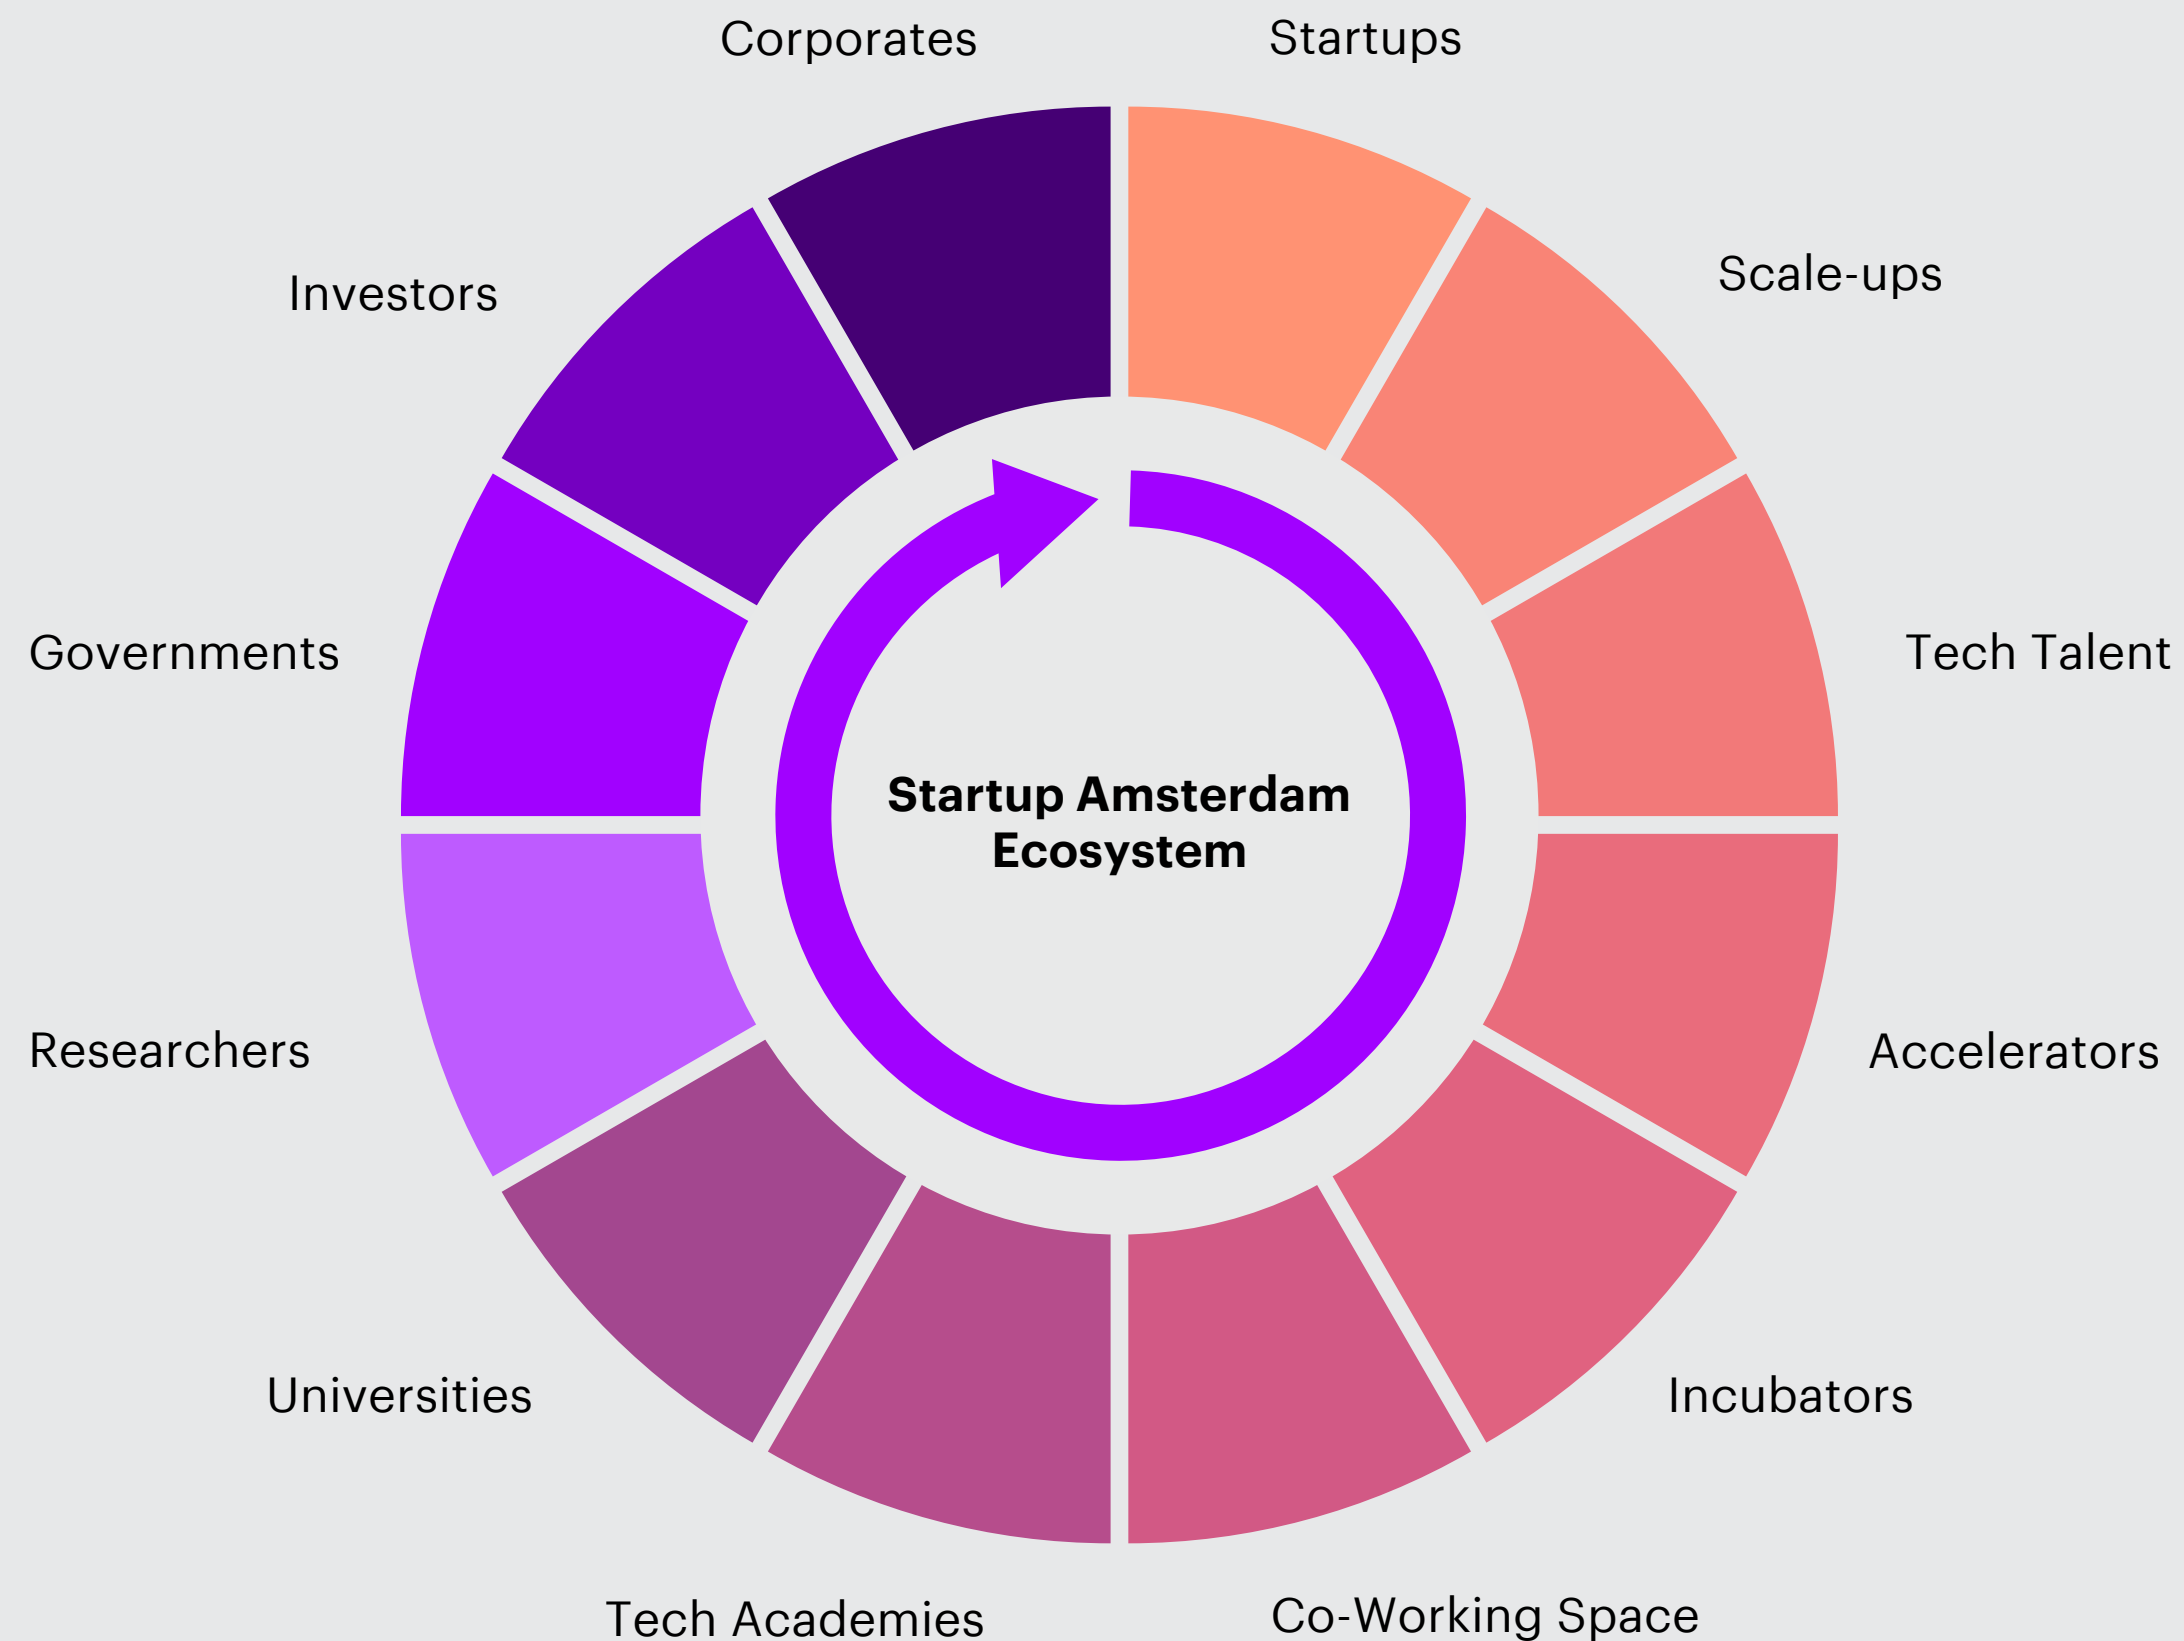 Corporates
Startups
Investors
Scale-ups
Governments
Tech Talent
Startup Amsterdam
Ecosystem
Researchers
Accelerators
Universities
Incubators
Tech Academies
Co-Working Space